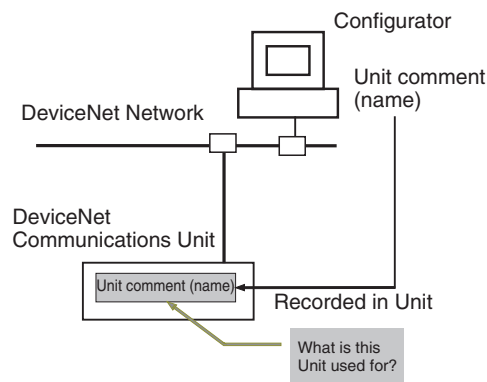 Configurator
Unit comment
(name)
DeviceNet Network
DeviceNet
Communications Unit
Unit comment (name)
Recorded in Unit
What is this
Unit used for?